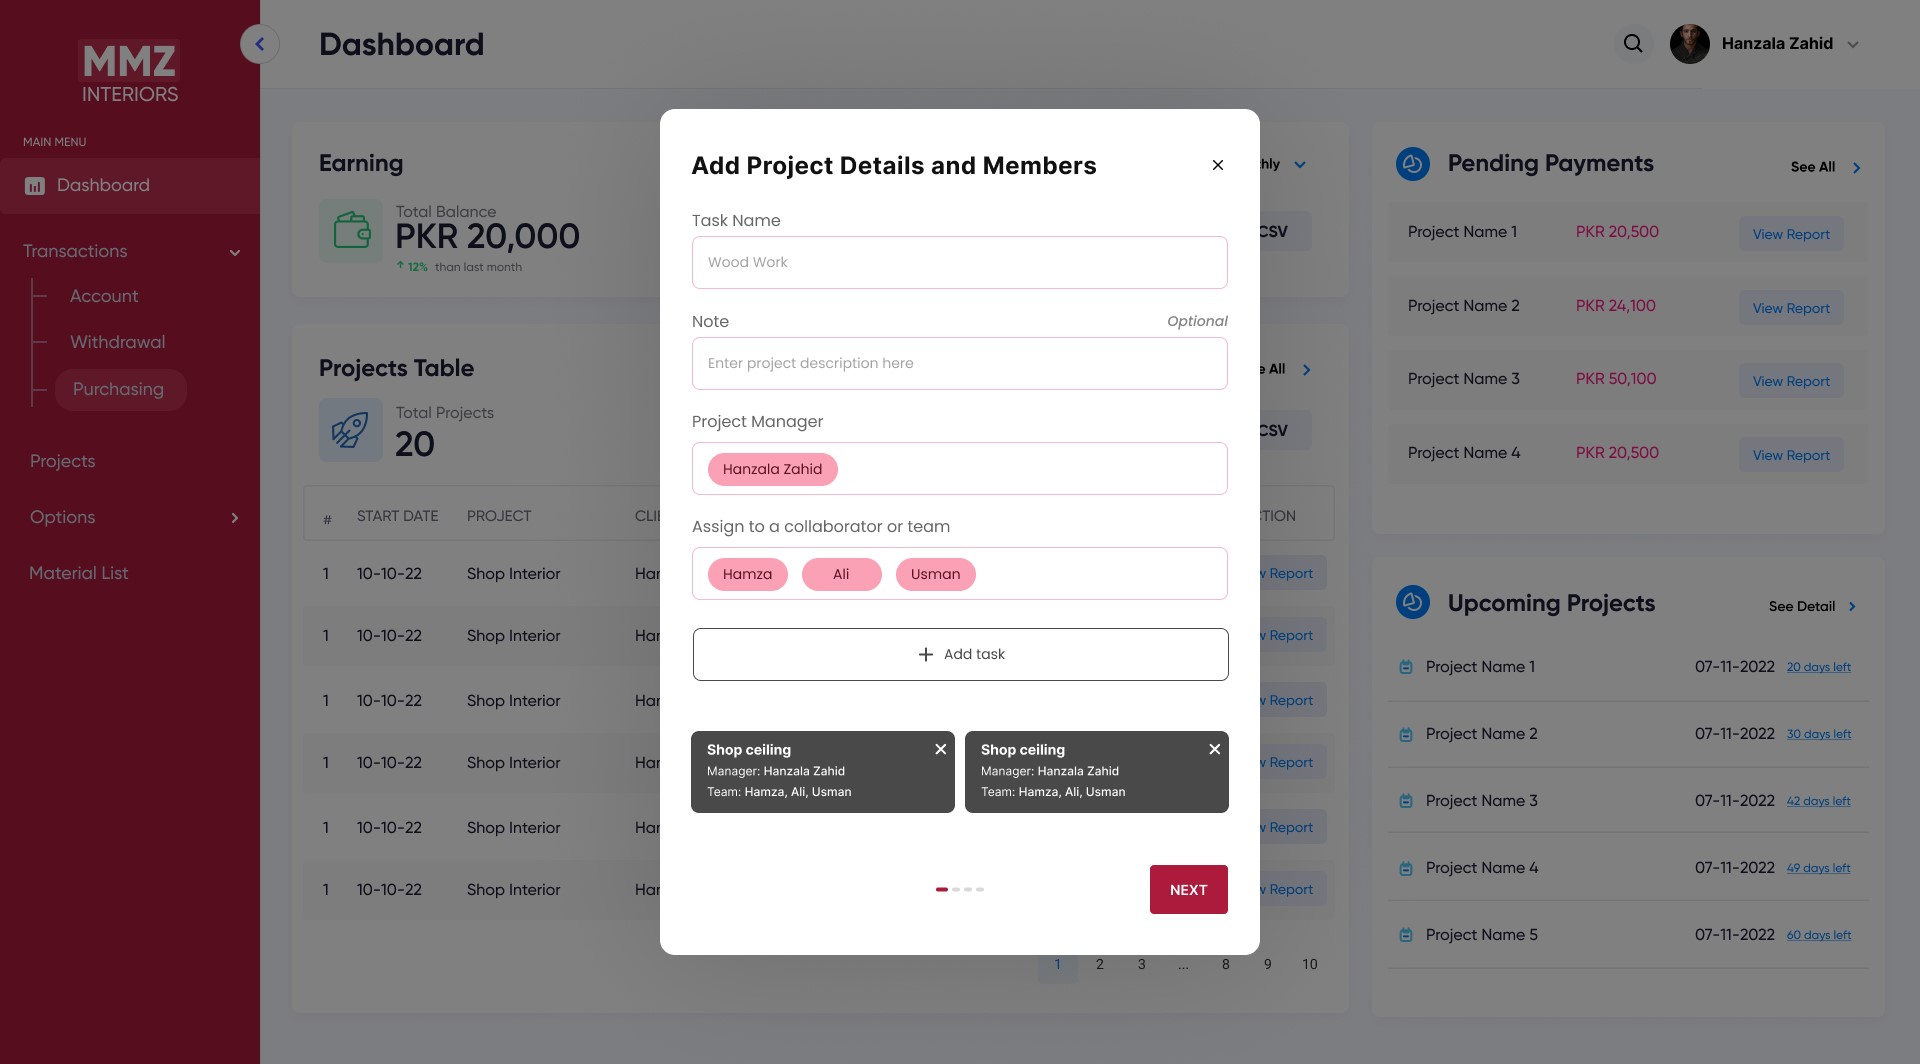 MMZ
INTERIORS
MAIN MENU
Dashboard
Transactions
Account
Withdrawal
Purchasing
Projects
Options
Material List
Dashboard
Hanzala Zahid
Earning
Total Balance
PKR 20,000
12% than last month
CSV
Projects Table
All
Total Projects
20
CSV
# START DATE PROJECT
1 10-10-22 Shop Interior Report
1 10-10-22 Shop Interior Report
1 10-10-22 Shop Interior Report
1 10-10-22 Shop Interior Report
1 10-10-22 Shop Interior Report
1 10-10-22 Shop Interior Report
1 2 3 ... 8 9 10
Add Project Details and Members
Task Name
Wood Work
Note Optional
Enter project description here
Project Manager
Hanzala Zahid
Assign to a collaborator or team
Hamza Ali Usman
+ Add task
Shop ceiling
Manager: Hanzala Zahid
Team: Hamza, Ali, Usman
Shop ceiling
Manager: Hanzala Zahid
Team: Hamza, Ali, Usman
NEXT
Pending Payments See All
Project Name 1 PKR 20,500 View Report
Project Name 2 PKR 24,100 View Report
Project Name 3 PKR 50,100 View Report
Project Name 4 PKR 20,500 View Report
Upcoming Projects See Detail
Project Name 1 07-11-2022 20 days left
Project Name 2 07-11-2022 30 days left
Project Name 3 07-11-2022 42 days left
Project Name 4 07-11-2022 49 days left
Project Name 5 07-11-2022 60 days left